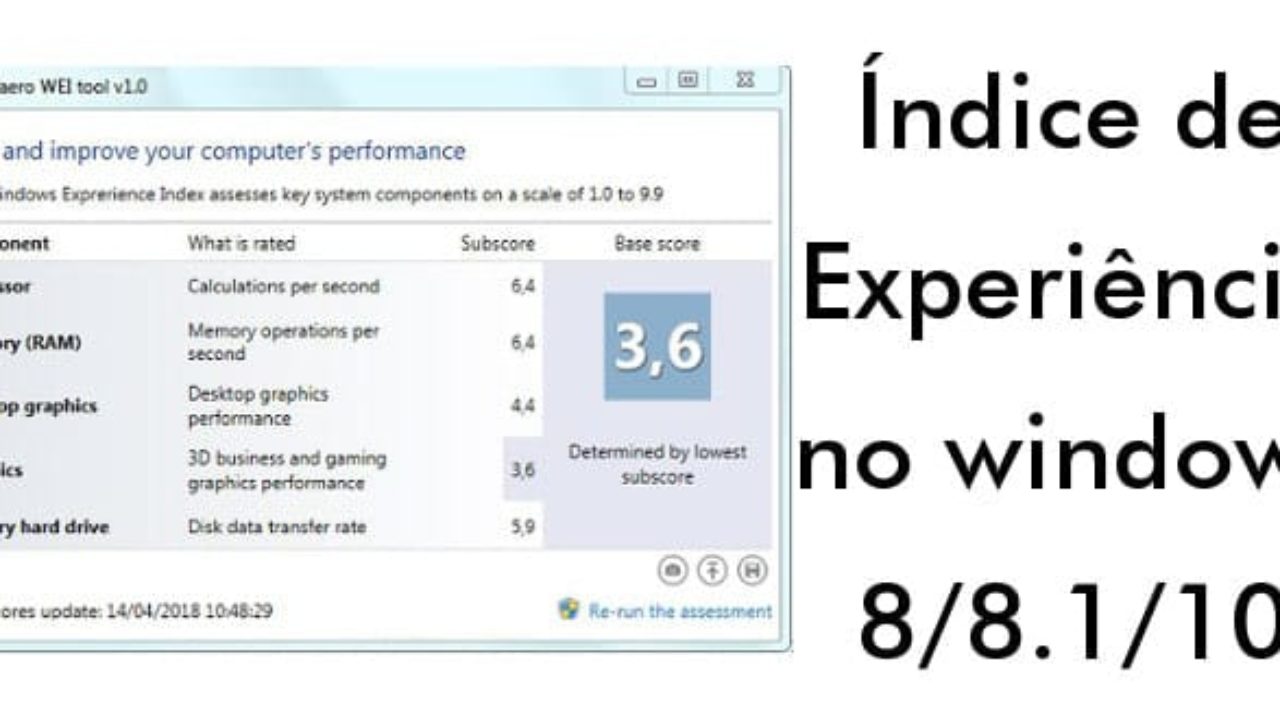 aero WEI tool v1.0
and improve your computer's performance
indows Exprerience Index assesses key system components on a scale of 1.0 to 9.9
onent What is rated Subscore Base score
ssor Calculations per second 6,4
ory (RAM) Memory operations per second 6,4
3,6
op graphics Desktop graphics performance 4,4
ics 3D business and gaming graphics performance 3,6
Determined by lowest subscore
ry hard drive Disk data transfer rate 5,9
ores update: 14/04/2018 10:48:29 Re-run the assessment
Índice de
Experiênci
no window
8/8.1/10